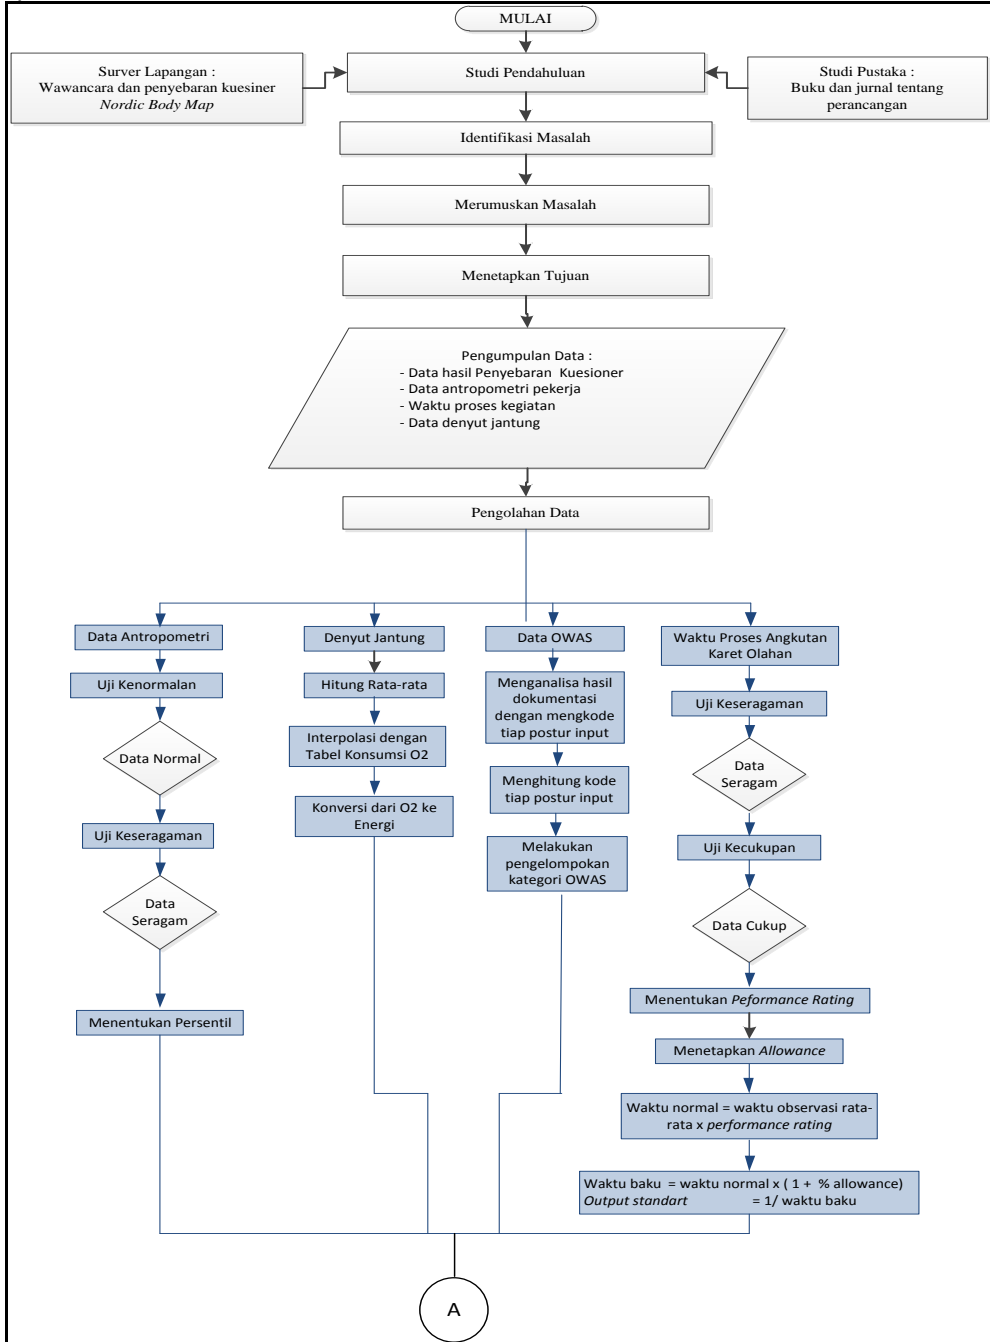 MULAI
Surver Lapangan :
Wawancara dan penyebaran kuesiner
Nordic Body Map
Studi Pendahuluan
Studi Pustaka :
Buku dan jurnal tentang
perancangan
Identifikasi Masalah
Merumuskan Masalah
Menetapkan Tujuan
Pengumpulan Data :
- Data hasil Penyebaran Kuesioner
- Data antropometri pekerja
- Waktu proses kegiatan
- Data denyut jantung
Pengolahan Data
Data Antropometri
Uji Kenormalan
Data Normal
Uji Keseragaman
Data
Seragam
Menentukan Persentil
Denyut Jantung
Hitung Rata-rata
Interpolasi dengan
Tabel Konsumsi O2
Konversi dari O2 ke
Energi
Data OWAS
Menganalisa hasil
dokumentasi
dengan mengkode
tiap postur input
Menghitung kode
tiap postur input
Melakukan
pengelompokan
kategori OWAS
Waktu Proses Angkutan
Karet Olahan
Uji Keseragaman
Data
Seragam
Uji Kecukupan
Data Cukup
Menentukan Peformance Rating
Menetapkan Allowance
Waktu normal = waktu observasi rata-
rata x performance rating
Waktu baku = waktu normal x ( 1 + % allowance)
Output standart = 1/ waktu baku
A